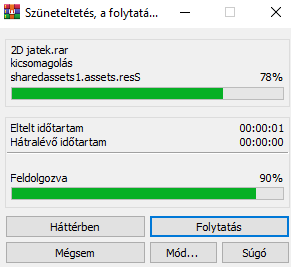 Szüneteltetés, a folytatá...
2D jatek.rar
kicsomagolás
sharedassets1.assets.resS 78%
Eltelt időtartam 00:00:01
Hátralévő időtartam 00:00:00
Feldolgozva 90%
Háttérben Folytatás
Mégsem Mód... Súgó